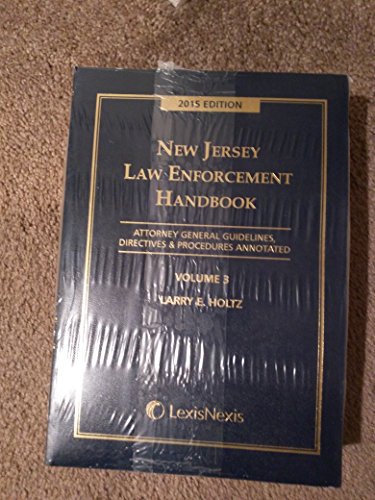 2015 EDITION
NEW JERSEY
LAW ENFORCEMENT
HANDBOOK
ATTORNEY GENERAL GUIDELINES,
DIRECTIVES & PROCEDURES ANNOTATED
VOLUME 3
LARRY E. HOLTZ
LexisNexis